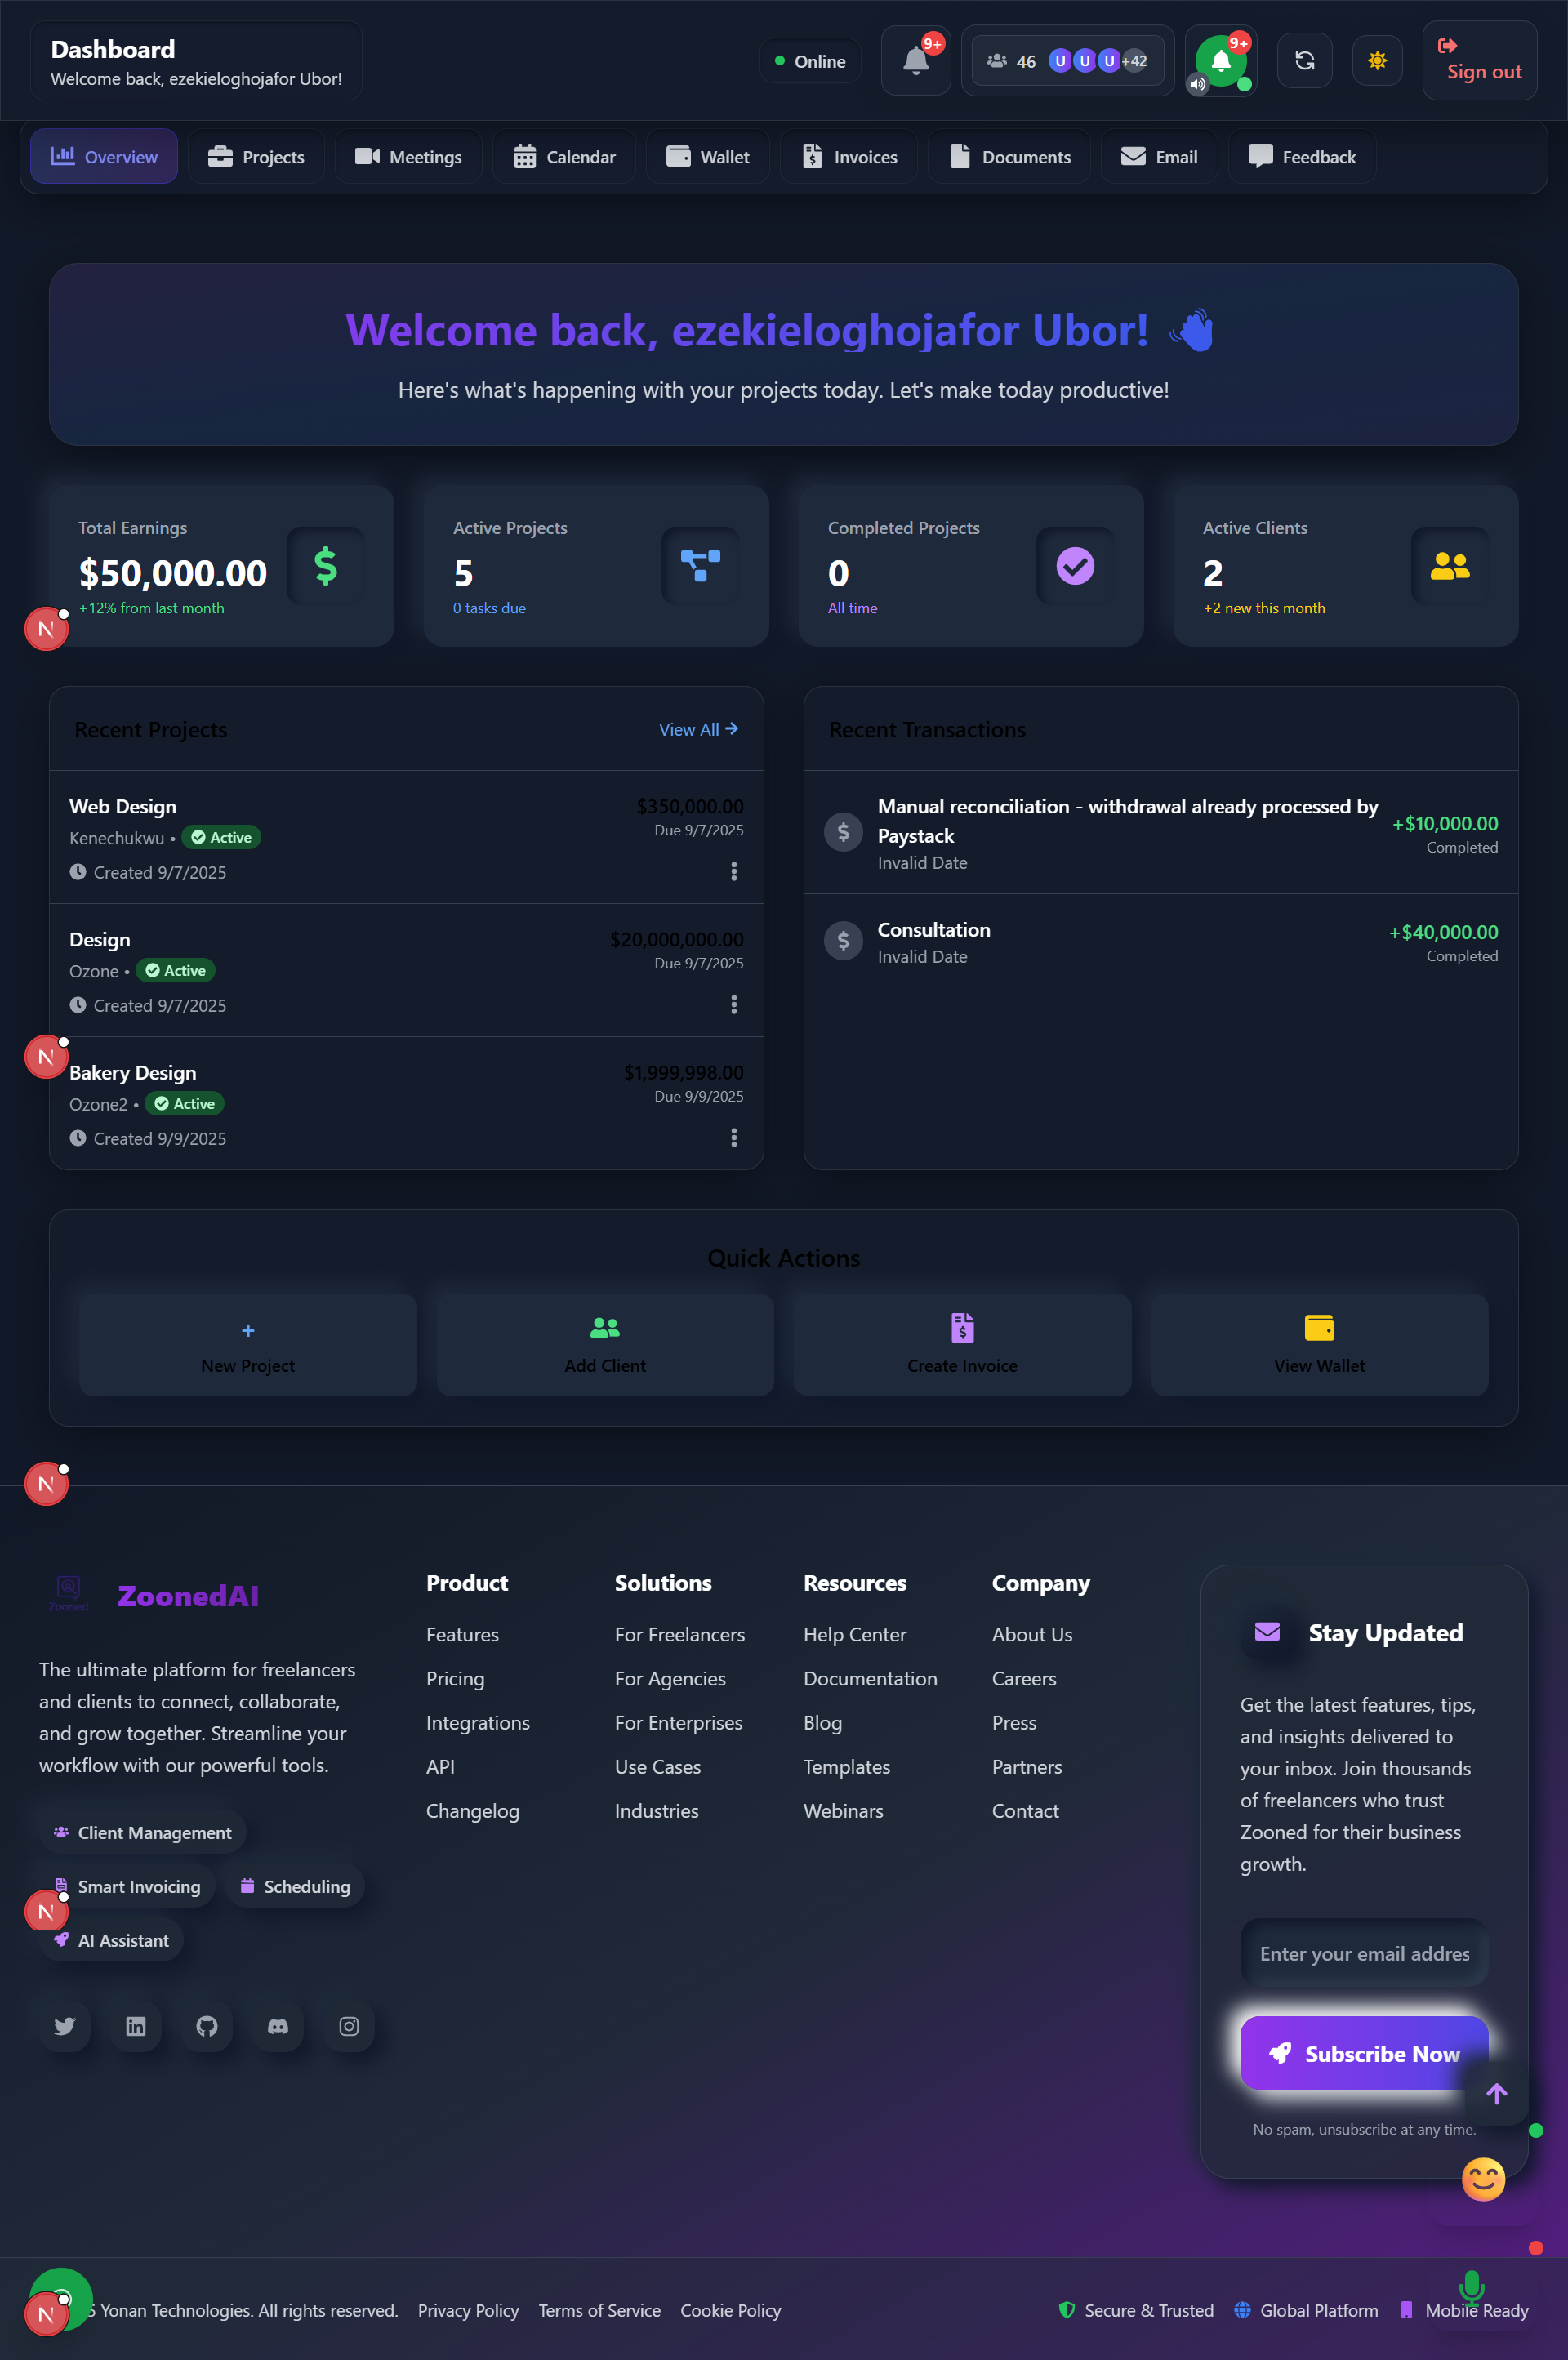 Dashboard
Welcome back, ezekieloghojafor Ubor!
Online
9+
46
U
U
U
+42
9+
Sign out
Overview
Projects
Meetings
Calendar
Wallet
Invoices
Documents
Email
Feedback
Welcome back, ezekieloghojafor Ubor!
Here's what's happening with your projects today. Let's make today productive!
Total Earnings
$50,000.00
+12% from last month
Active Projects
5
0 tasks due
Completed Projects
0
All time
Active Clients
2
+2 new this month
N
Recent Projects
View All
Web Design
$350,000.00
Kenechukwu • Active
Due 9/7/2025
Created 9/7/2025
Design
$20,000,000.00
Ozone • Active
Due 9/7/2025
Created 9/7/2025
N
Bakery Design
$1,999,998.00
Ozone2 • Active
Due 9/9/2025
Created 9/9/2025
Recent Transactions
Manual reconciliation - withdrawal already processed by
Paystack
Invalid Date
+$10,000.00
Completed
Consultation
Invalid Date
+$40,000.00
Completed
Quick Actions
+
New Project
Add Client
Create Invoice
View Wallet
N
Zooned
ZoonedAI
The ultimate platform for freelancers
and clients to connect, collaborate,
and grow together. Streamline your
workflow with our powerful tools.
Client Management
Smart Invoicing
Scheduling
N
AI Assistant
Product
Features
Pricing
Integrations
API
Changelog
Solutions
For Freelancers
For Agencies
For Enterprises
Use Cases
Industries
Resources
Help Center
Documentation
Blog
Templates
Webinars
Company
About Us
Careers
Press
Partners
Contact
Stay Updated
Get the latest features, tips,
and insights delivered to
your inbox. Join thousands
of freelancers who trust
Zooned for their business
growth.
Enter your email addres
Subscribe Now
No spam, unsubscribe at any time.
N
Yonan Technologies. All rights reserved.
Privacy Policy
Terms of Service
Cookie Policy
Secure & Trusted
Global Platform
Mobile Ready